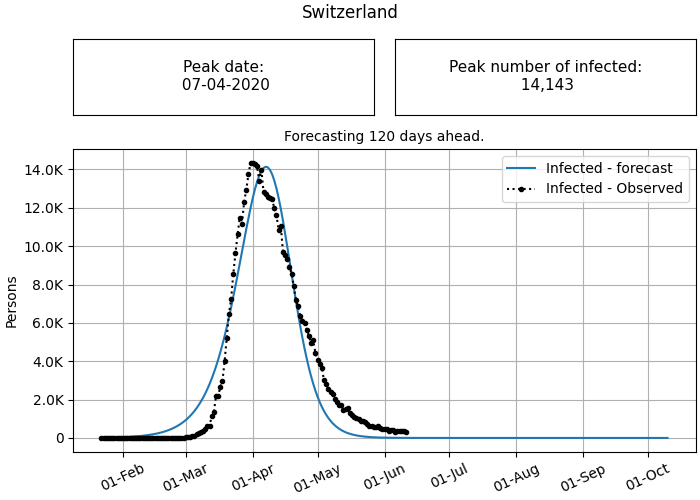 Switzerland
Peak date:
07-04-2020
Peak number of infected:
14,143
Forecasting 120 days ahead.
Infected - forecast
Infected - Observed
14.0K
12.0K
10.0K
8.0K
6.0K
4.0K
2.0K
0
Persons
01-Feb
01-Mar
01-Apr
01-May
01-Jun
01-Jul
01-Aug
01-Sep
01-Oct